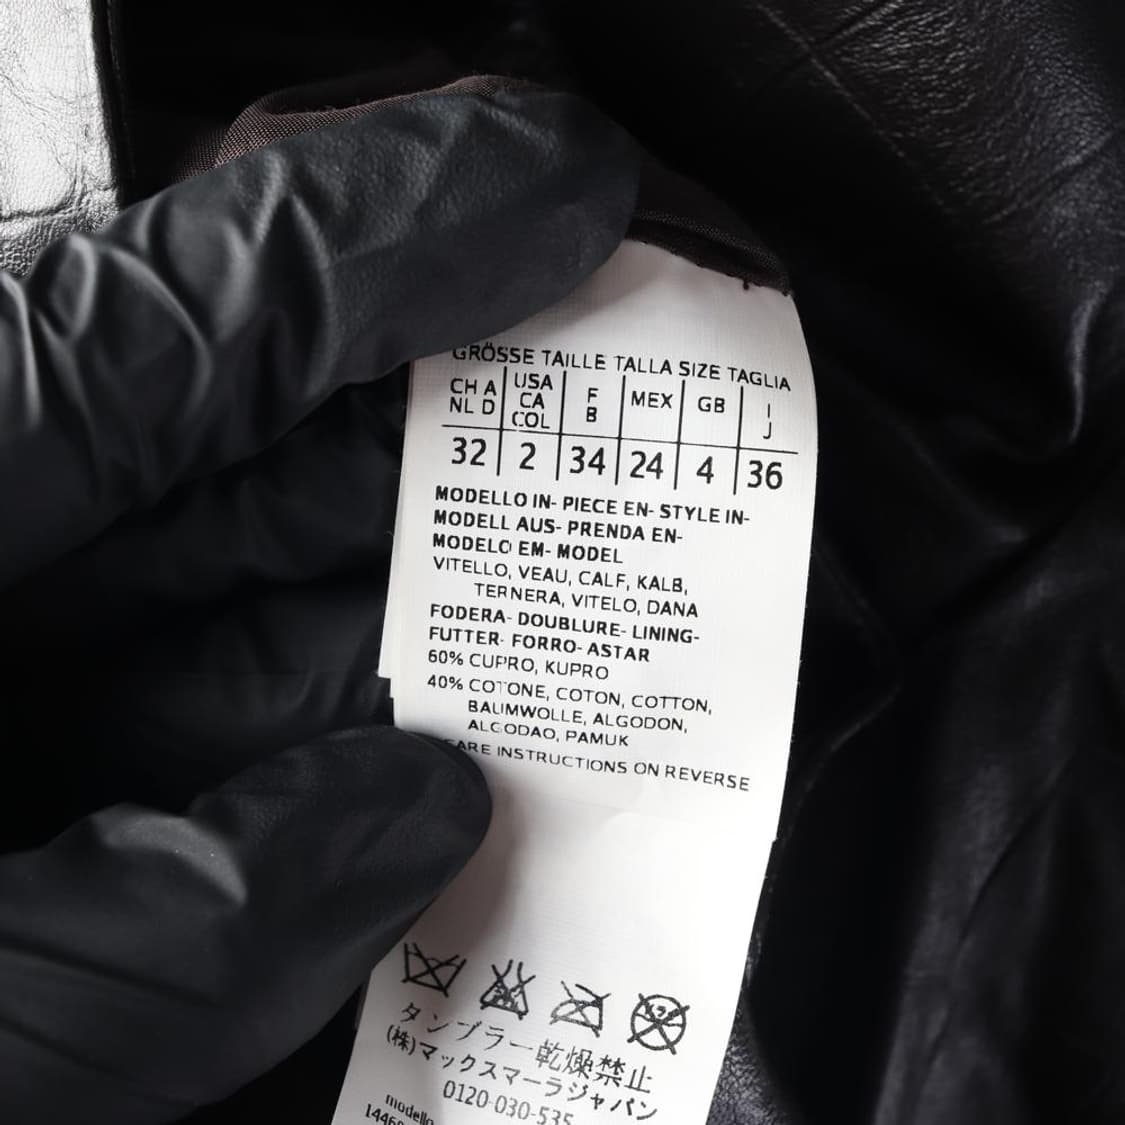 GRÖSSE TAILLE TALLA SIZE TAGLIA
CH A NL D USA CA COL F B MEX GB I J
32 2 34 24 4 36
MODELLO IN- PIECE EN- STYLE IN-
MODELL AUS- PRENDA EN-
MODELO EM- MODEL
VITELLO, VEAU, CALF, KALB,
TERNERA, VITELO, DANA
FODERA- DOUBLURE- LINING-
FUTTER- FORRO- ASTAR
60% CUPRO, KUPRO
40% COTONE, COTON, COTTON,
BAUMWOLLE, ALGODON,
ALGODAO, PAMUK
CARE INSTRUCTIONS ON REVERSE
タンブラー乾燥禁止
(株)マックスマーラジャパン
0120-030-535
modello